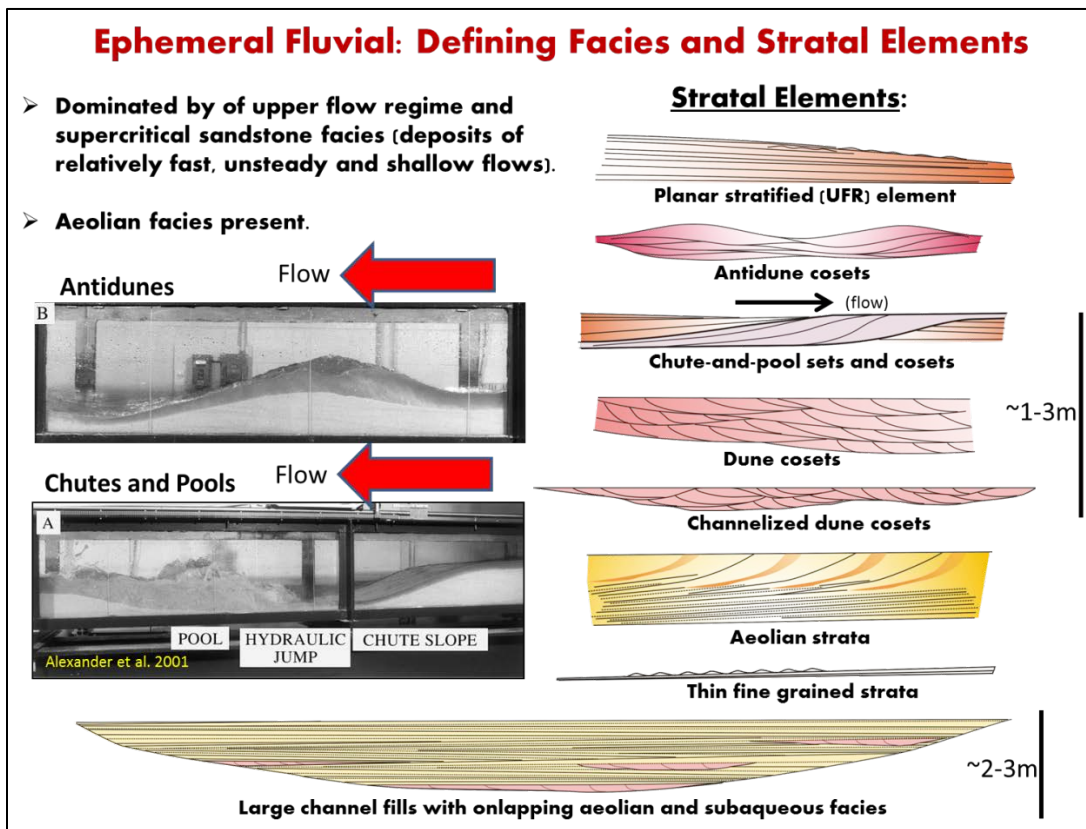 Ephemeral Fluvial: Defining Facies and Stratal Elements
➢ Dominated by of upper flow regime and
supercritical sandstone facies (deposits of
relatively fast, unsteady and shallow flows).
➢ Aeolian facies present.
Flow
Antidunes
B
Flow
Chutes and Pools
A
POOL
HYDRAULIC
JUMP
CHUTE SLOPE
Alexander et al. 2001
Stratal Elements:
Planar stratified (UFR) element
Antidune cosets
(flow)
Chute-and-pool sets and cosets
~1-3m
Dune cosets
Channelized dune cosets
Aeolian strata
Thin fine grained strata
~2-3m
Large channel fills with onlapping aeolian and subaqueous facies